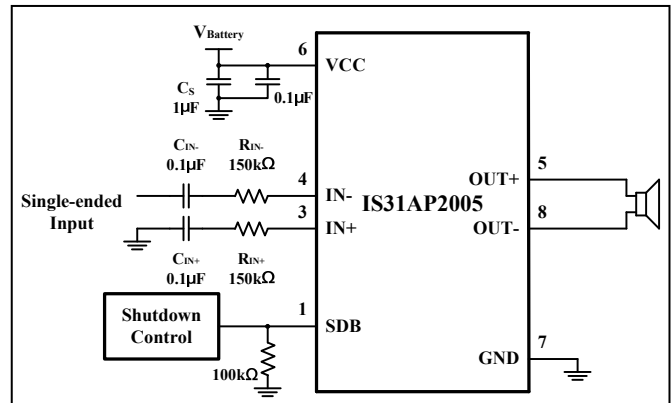 VBattery
6
VCC
CS
1µF
0.1µF
CIN-
0.1µF
RIN-
150kΩ
4
IN-
Single-ended
Input
3
IN+
CIN+
0.1µF
RIN+
150kΩ
IS31AP2005
OUT+
5
OUT-
8
Shutdown
Control
1
SDB
100kΩ
GND
7